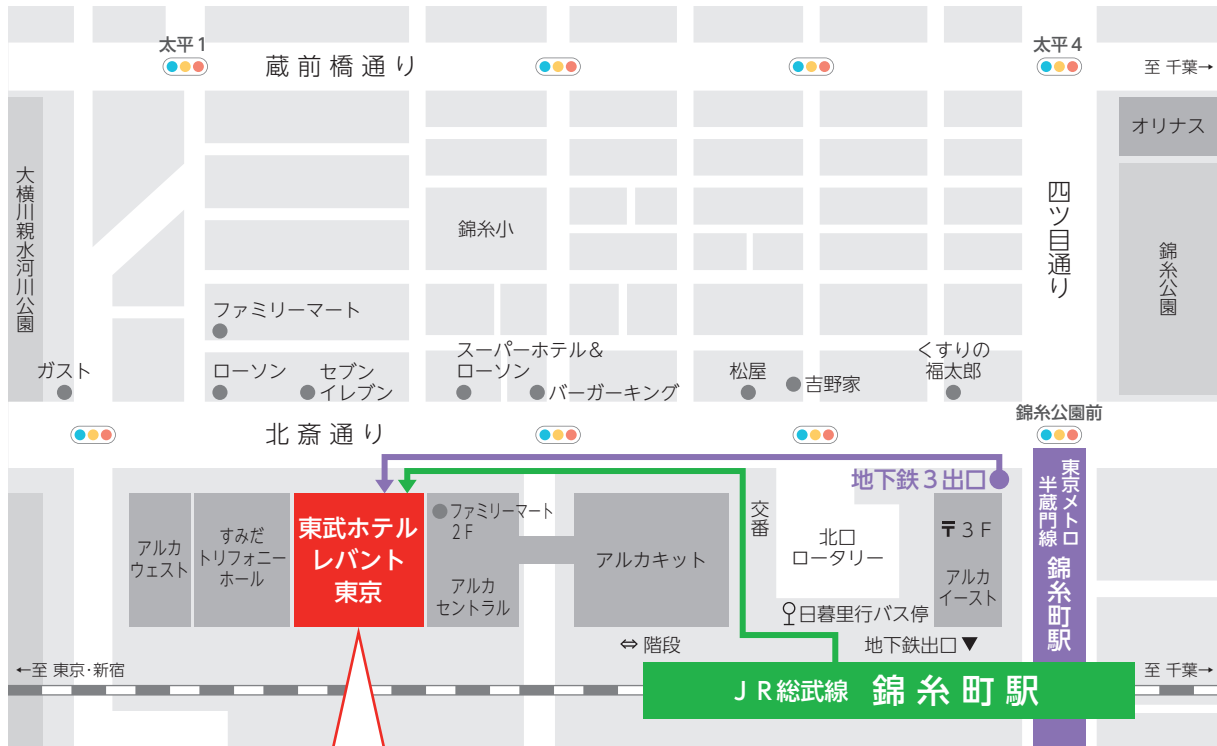 太平1
蔵前橋通り
太平4
至 千葉→
オリナス
大横川親水河川公園
四ツ目通り
錦糸小
錦糸公園
ファミリーマート
ガスト
ローソン
セブン
イレブン
スーパーホテル&
ローソン
バーガーキング
松屋
吉野家
くすりの
福太郎
錦糸公園前
北斎通り
地下鉄3出口
東京メトロ
半蔵門線
錦糸町駅
アルカ
ウェスト
すみだ
トリフォニー
ホール
東武ホテル
レバント
東京
ファミリーマート
2F
アルカ
セントラル
アルカキット
交番
北口
ロータリー
〒3F
アルカ
イースト
日暮里行バス停
⇔階段
地下鉄出口▼
←至 東京・新宿
JR総武線 錦糸町駅
至 千葉→